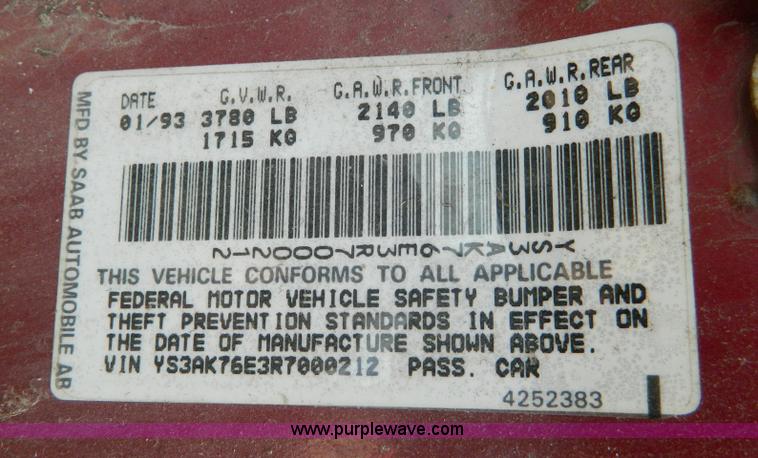 MFD BY SAAB AUTOMOBILE AB
DATE G.V.W.R. G.A.W.R.FRONT G.A.W.R.REAR
01/93 3780 LB 2140 LB 2010 LB
1715 KG 970 KG 910 KG
YS3AK76E3R7000212
THIS VEHICLE CONFORMS TO ALL APPLICABLE
FEDERAL MOTOR VEHICLE SAFETY BUMPER AND
THEFT PREVENTION STANDARDS IN EFFECT ON
THE DATE OF MANUFACTURE SHOWN ABOVE.
VIN YS3AK76E3R7000212 PASS. CAR
4252383
www.purplewave.com